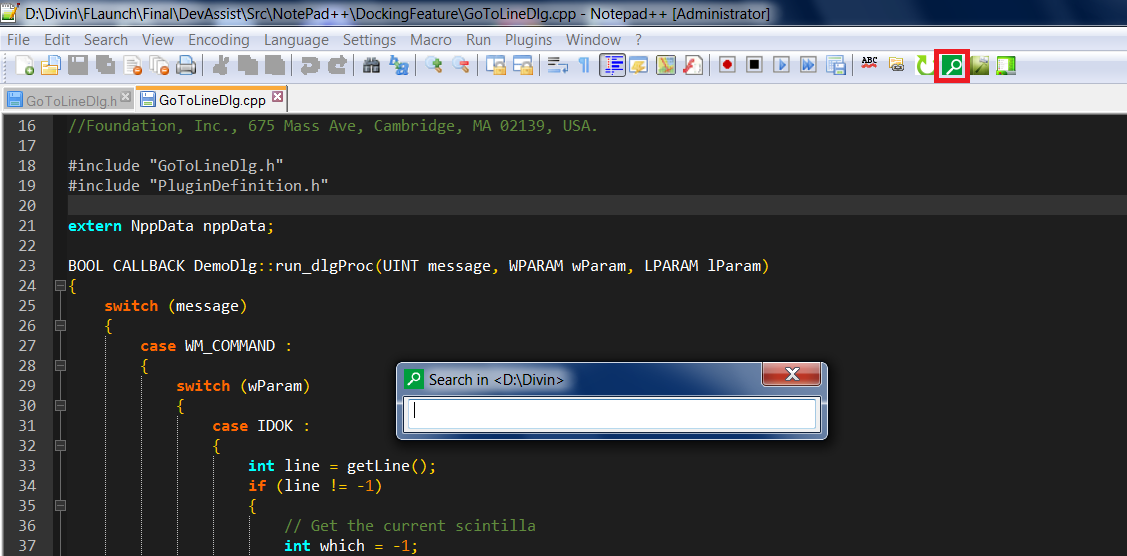 D:\Divin\FLaunch\Final\DevAssist\Src\NotePad++\DockingFeature\GoToLineDlg.cpp - Notepad++ [Administrator]
File Edit Search View Encoding Language Settings Macro Run Plugins Window ?
ABC
GoToLineDlg.h GoToLineDlg.cpp
16 //Foundation, Inc., 675 Mass Ave, Cambridge, MA 02139, USA.
17
18 #include "GoToLineDlg.h"
19 #include "PluginDefinition.h"
20
21 extern NppData nppData;
22
23 BOOL CALLBACK DemoDlg::run_dlgProc(UINT message, WPARAM wParam, LPARAM lParam)
24 {
25 switch (message)
26 {
27 case WM_COMMAND :
28 {
29 switch (wParam)
30 {
31 case IDOK :
32 {
33 int line = getLine();
34 if (line != -1)
35 {
36 // Get the current scintilla
37 int which = -1;
Search in <D:\Divin>